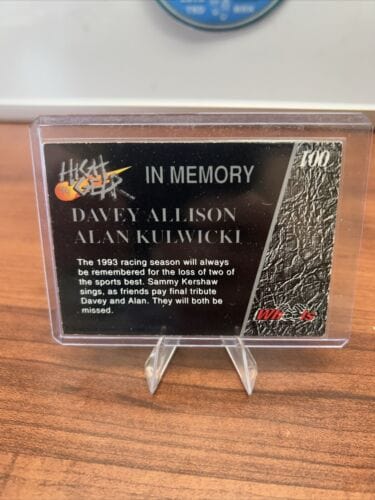 100
HIGH
GEAR
IN MEMORY
DAVEY ALLISON
ALAN KULWICKI
The 1993 racing season will always
be remembered for the loss of two of
the sports best. Sammy Kershaw
sings, as friends pay final tribute
Davey and Alan. They will both be
missed.
Wheels